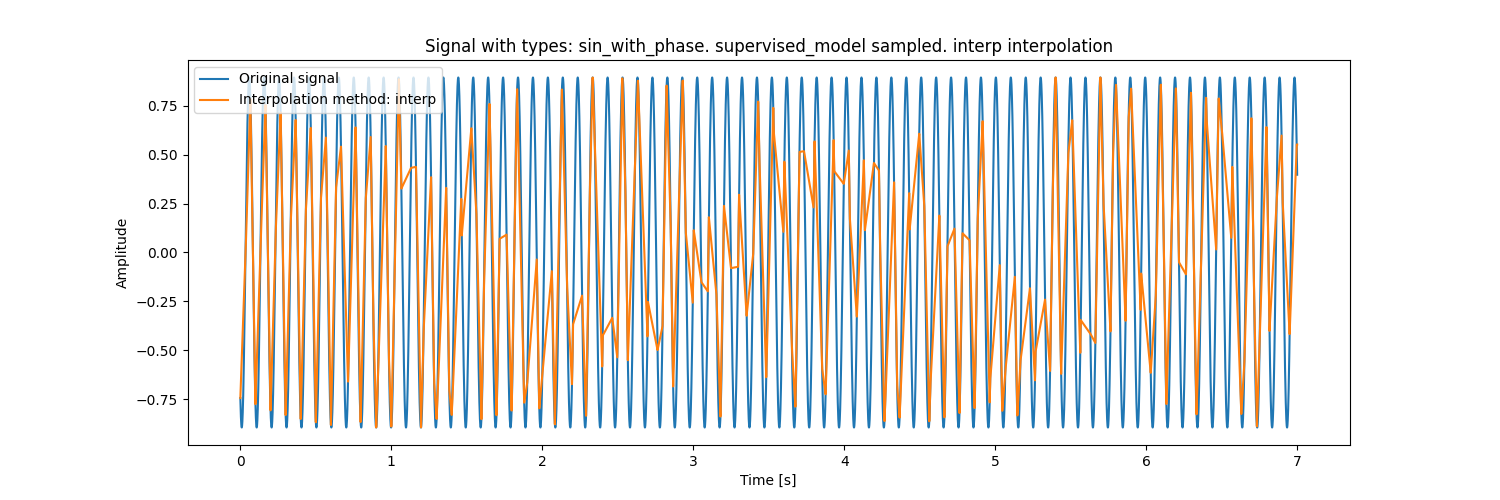 Signal with types: sin_with_phase. supervised_model sampled. interp interpolation
Original signal
Interpolation method: interp
Amplitude
0.75
0.50
0.25
0.00
−0.25
−0.50
−0.75
0 1 2 3 4 5 6 7
Time [s]